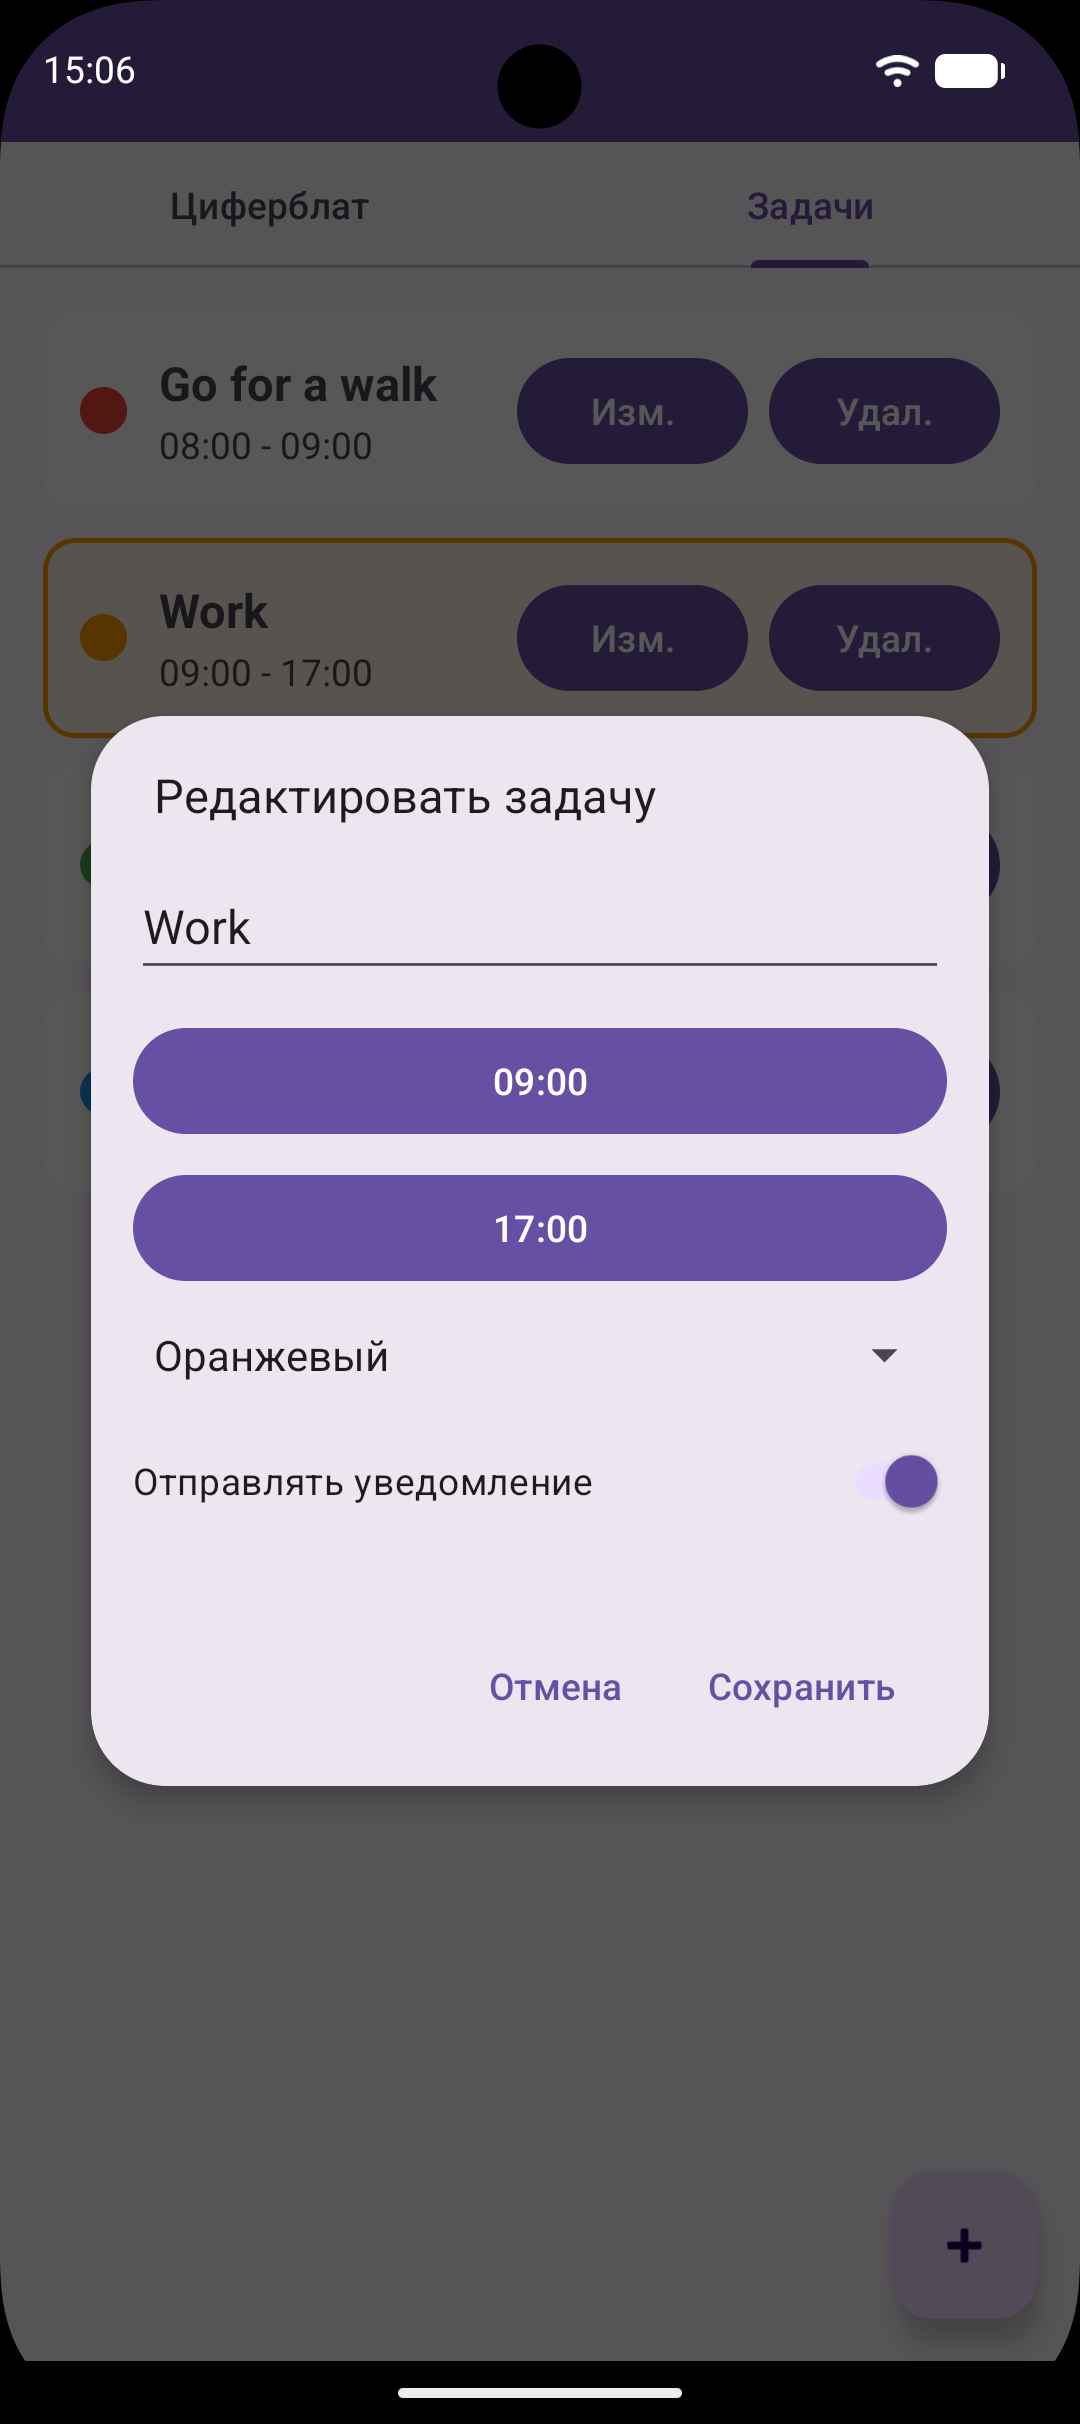 15:06
Циферблат Задачи
Go for a walk
08:00 - 09:00
Изм. Удал.
Work
09:00 - 17:00
Изм. Удал.
Редактировать задачу
Work
09:00
17:00
Оранжевый
Отправлять уведомление
Отмена Сохранить